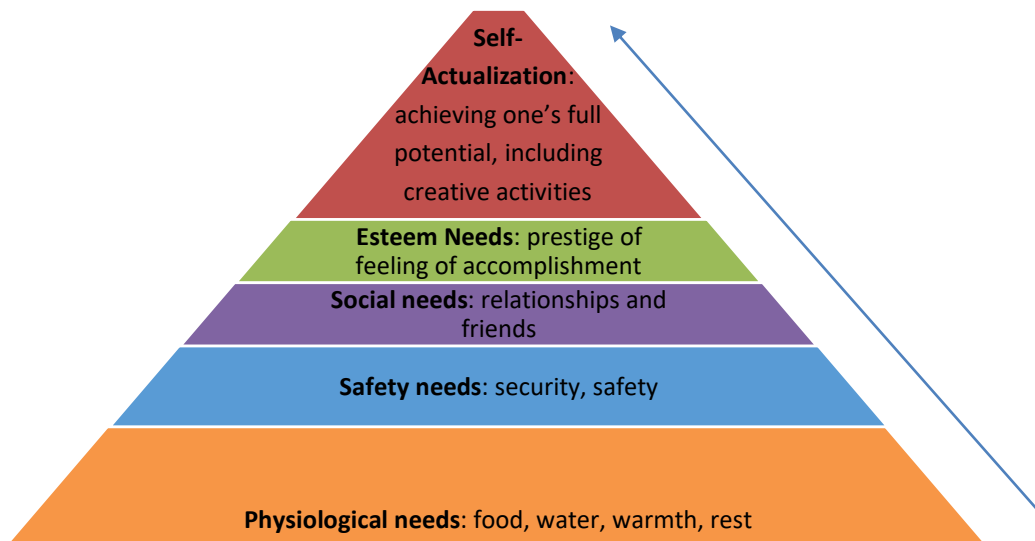 Self-
Actualization:
achieving one’s full
potential, including
creative activities
Esteem Needs: prestige of
feeling of accomplishment
Social needs: relationships and
friends
Safety needs: security, safety
Physiological needs: food, water, warmth, rest